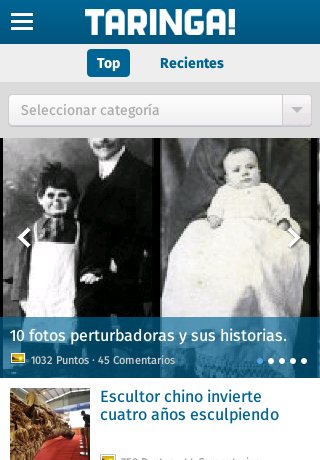 TARINGA!
Top
Recientes
Seleccionar categoría
10 fotos perturbadoras y sus historias.
1032 Puntos · 45 Comentarios
Escultor chino invierte
cuatro años esculpiendo